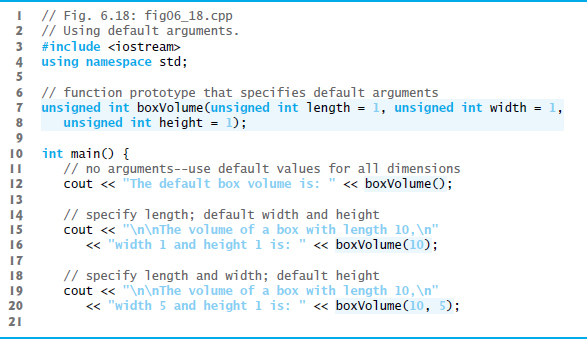 1 // Fig. 6.18: fig06_18.cpp
2 // Using default arguments.
3 #include <iostream>
4 using namespace std;
5
6 // function prototype that specifies default arguments
7 unsigned int boxVolume(unsigned int length = 1, unsigned int width = 1,
8 unsigned int height = 1);
9
10 int main() {
11 // no arguments--use default values for all dimensions
12 cout << "The default box volume is: " << boxVolume();
13
14 // specify length; default width and height
15 cout << "\n\nThe volume of a box with length 10,\n"
16 << "width 1 and height 1 is: " << boxVolume(10);
17
18 // specify length and width; default height
19 cout << "\n\nThe volume of a box with length 10,\n"
20 << "width 5 and height 1 is: " << boxVolume(10, 5);
21